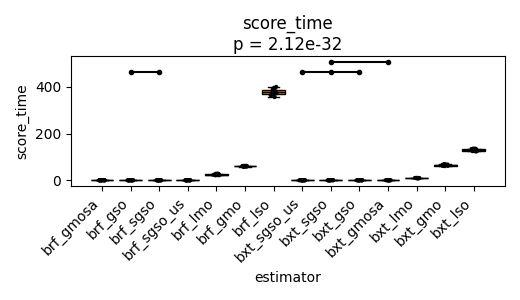 score_time
p = 2.12e-32
score_time
400
200
0
brf_gmosa
brf_gso
brf_sgso
brf_sgso_us
brf_lmo
brf_gmo
brf_lso
bxt_sgso_us
bxt_sgso
bxt_gso
bxt_gmosa
bxt_lmo
bxt_gmo
bxt_lso
estimator